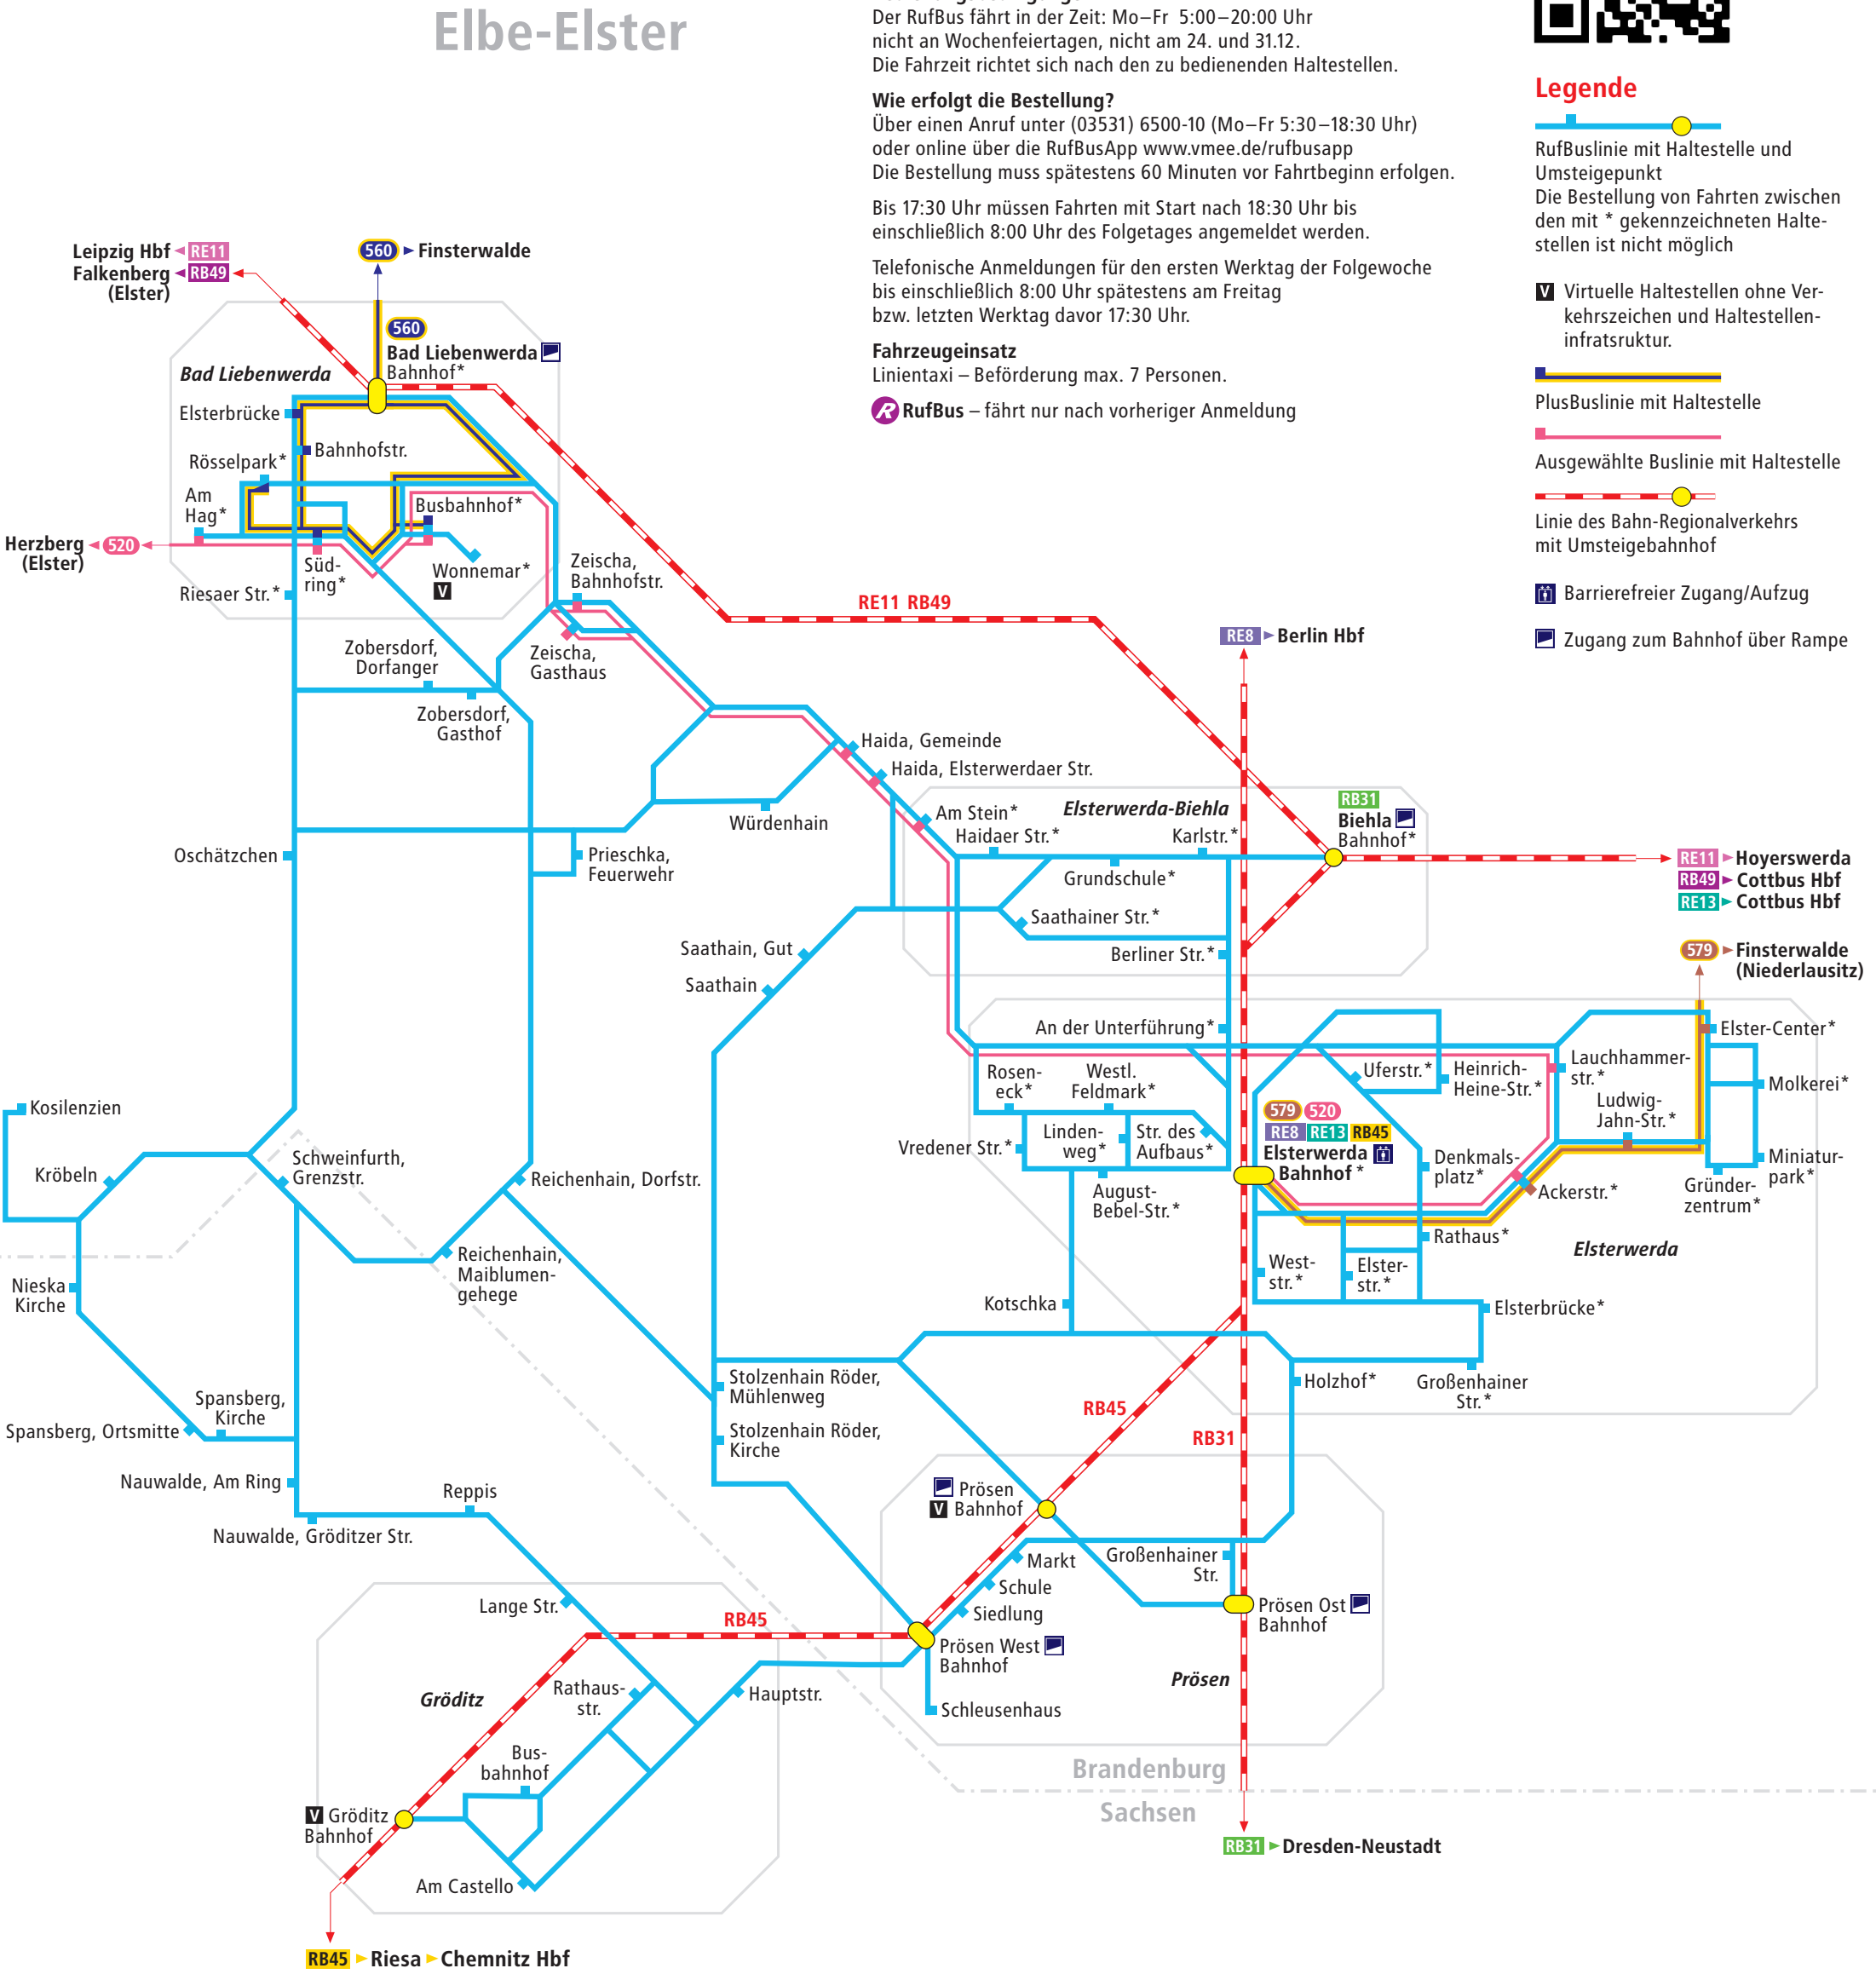 Elbe-Elster
Der RufBus fährt in der Zeit: Mo–Fr 5:00–20:00 Uhr
nicht an Wochenfeiertagen, nicht am 24. und 31.12.
Die Fahrzeit richtet sich nach den zu bedienenden Haltestellen.
Wie erfolgt die Bestellung?
Über einen Anruf unter (03531) 6500-10 (Mo–Fr 5:30–18:30 Uhr)
oder online über die RufBusApp www.vmee.de/rufbusapp
Die Bestellung muss spätestens 60 Minuten vor Fahrtbeginn erfolgen.
Bis 17:30 Uhr müssen Fahrten mit Start nach 18:30 Uhr bis
einschließlich 8:00 Uhr des Folgetages angemeldet werden.
Telefonische Anmeldungen für den ersten Werktag der Folgewoche
bis einschließlich 8:00 Uhr spätestens am Freitag
bzw. letzten Werktag davor 17:30 Uhr.
Fahrzeugeinsatz
Linientaxi – Beförderung max. 7 Personen.
R RufBus – fährt nur nach vorheriger Anmeldung
Legende
RufBuslinie mit Haltestelle und
Umsteigepunkt
Die Bestellung von Fahrten zwischen
den mit * gekennzeichneten Halte-
stellen ist nicht möglich
V Virtuelle Haltestellen ohne Ver-
kehrszeichen und Haltestellen-
infratsruktur.
PlusBuslinie mit Haltestelle
Ausgewählte Buslinie mit Haltestelle
Linie des Bahn-Regionalverkehrs
mit Umsteigebahnhof
Barrierefreier Zugang/Aufzug
Zugang zum Bahnhof über Rampe
Leipzig Hbf RE11
Falkenberg RB49
(Elster)
560 Finsterwalde
560
Bad Liebenwerda
Bahnhof*
Bad Liebenwerda
Elsterbrücke
Bahnhofstr.
Rösselpark*
Am
Hag*
Busbahnhof*
Herzberg 520
(Elster)
Süd-
ring*
Wonnemar*
V
Riesaer Str.*
Zeischa,
Bahnhofstr.
Zeischa,
Gasthaus
Zobersdorf,
Dorfanger
Zobersdorf,
Gasthof
RE11 RB49
RE8 Berlin Hbf
Haida, Gemeinde
Haida, Elsterwerdaer Str.
Würdenhain
Oschätzchen
Prieschka,
Feuerwehr
Am Stein*
Elsterwerda-Biehla
Haidaer Str.*
Karlstr.*
RB31
Biehla
Bahnhof*
Grundschule*
Saathainer Str.*
Berliner Str.*
RE11 Hoyerswerda
RB49 Cottbus Hbf
RE13 Cottbus Hbf
Saathain, Gut
Saathain
579 Finsterwalde
(Niederlausitz)
An der Unterführung*
Elster-Center*
Rosen-
eck*
Westl.
Feldmark*
Uferstr.*
Heinrich-
Heine-Str.*
Lauchhammer-
str.*
Molkerei*
Ludwig-
Jahn-Str.*
579 520
RE8 RE13 RB45
Elsterwerda
Bahnhof *
Vredener Str.*
Linden-
weg*
Str. des
Aufbaus*
August-
Bebel-Str.*
Denkmals-
platz*
Ackerstr.*
Gründer-
zentrum*
Miniatur-
park*
Kosilenzien
Kröbeln
Schweinfurth,
Grenzstr.
Reichenhain, Dorfstr.
Reichenhain,
Maiblumen-
gehege
Nieska
Kirche
Rathaus*
Elsterwerda
West-
str.*
Elster-
str.*
Kotschka
Elsterbrücke*
Holzhof*
Großenhainer
Str.*
Stolzenhain Röder,
Mühlenweg
Stolzenhain Röder,
Kirche
Spansberg,
Kirche
Spansberg, Ortsmitte
RB45
RB31
Nauwalde, Am Ring
Reppis
Nauwalde, Gröditzer Str.
Prösen
V Bahnhof
Markt
Schule
Siedlung
Großenhainer
Str.
Prösen Ost
Bahnhof
Lange Str.
RB45
Prösen West
Bahnhof
Prösen
Schleusenhaus
Gröditz
Rathaus-
str.
Hauptstr.
Bus-
bahnhof
V Gröditz
Bahnhof
Am Castello
Brandenburg
Sachsen
RB31 Dresden-Neustadt
RB45 Riesa Chemnitz Hbf